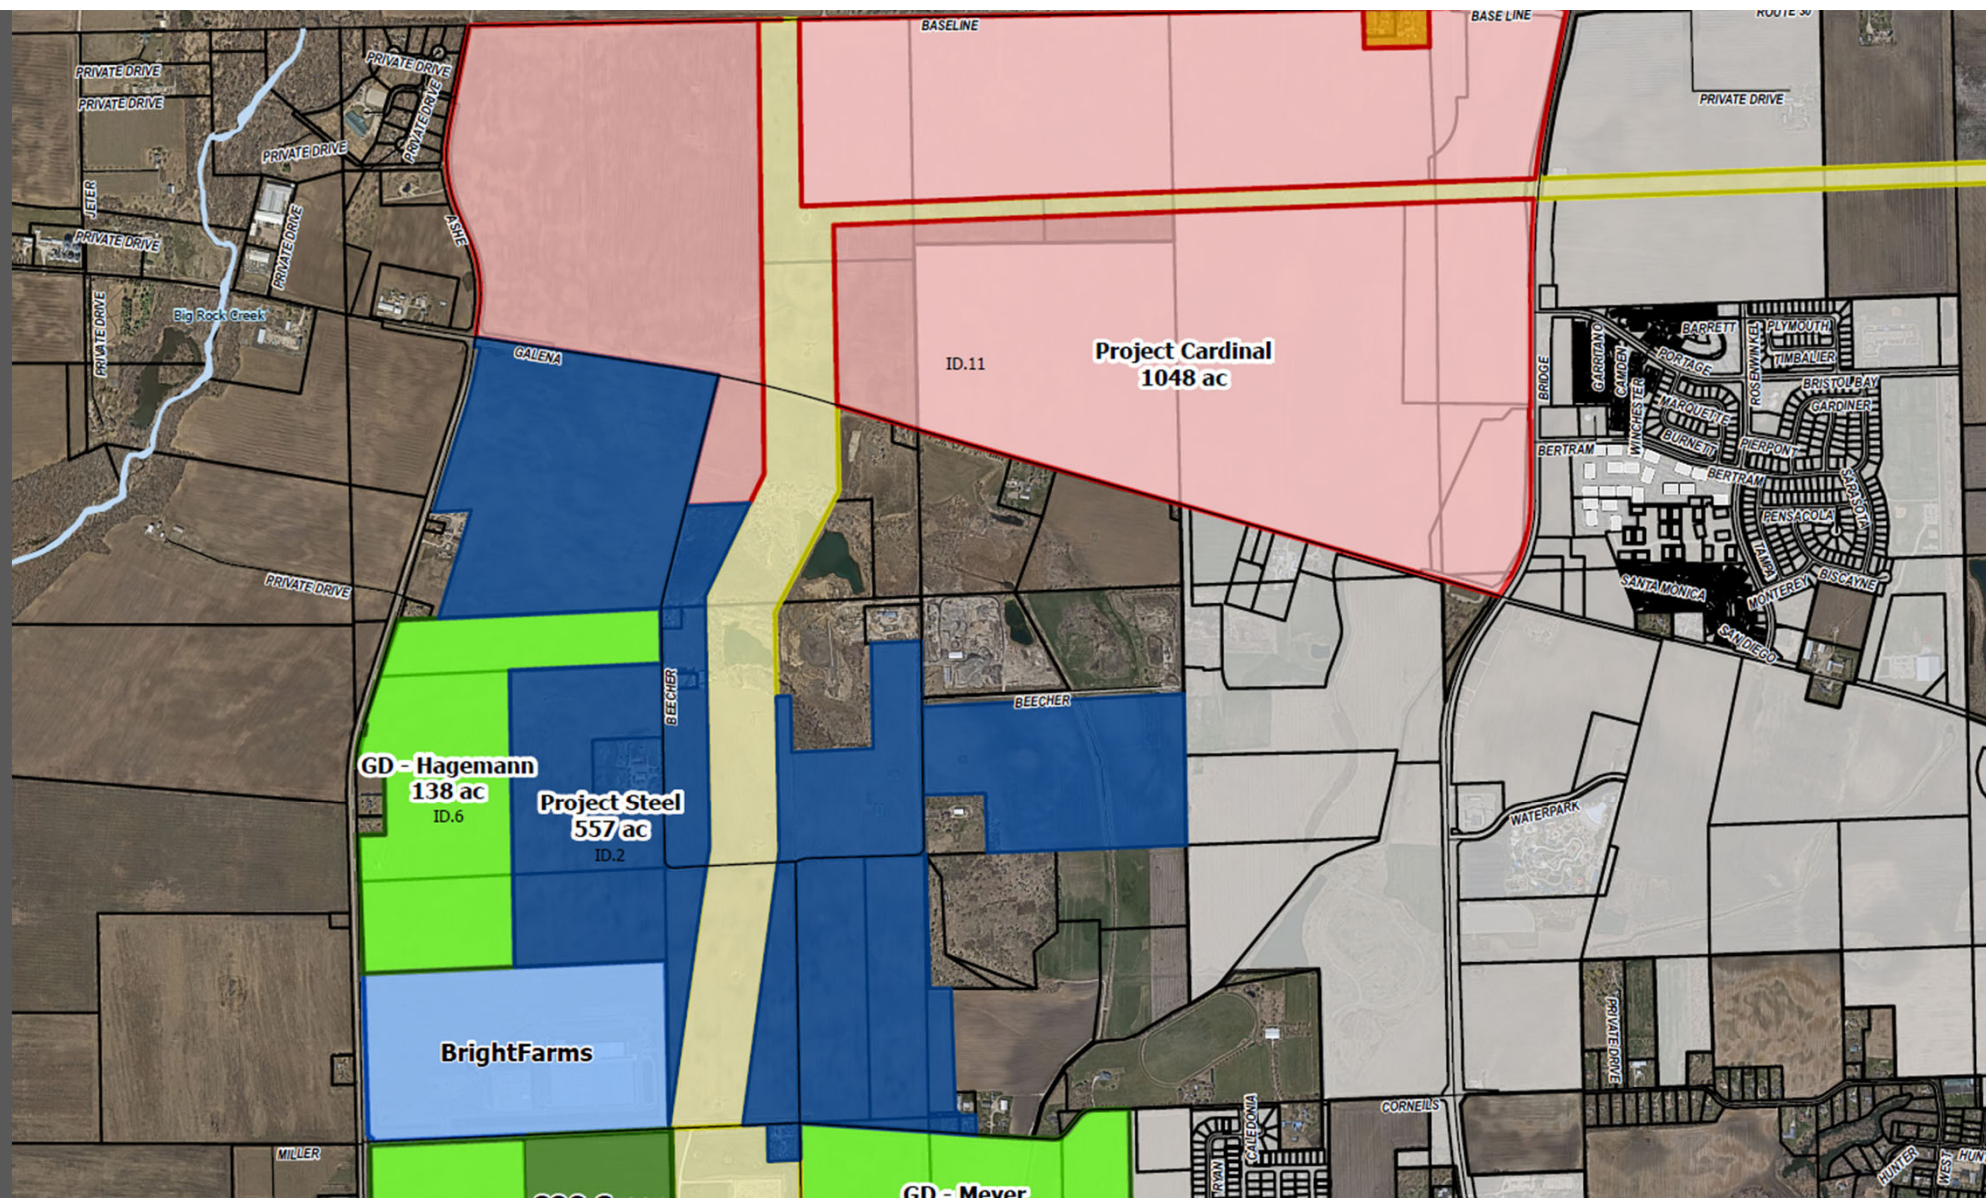 BASELINE
BASE LINE
ROUTE 30
PRIVATE DRIVE
PRIVATE DRIVE
PRIVATE DRIVE
PRIVATE DRIVE
PRIVATE DRIVE
PRIVATE DRIVE
JETER
ASHE
PRIVATE DRIVE
PRIVATE DRIVE
PRIVATE DRIVE
Big Rock Creek
GALENA
ID.11
Project Cardinal
1048 ac
BRIDGE
GARRITANO
CAMDEN
WINCHESTER
BARRETT
PORTAGE
ROSENWINKEL
PLYMOUTH
TIMBALIER
BRISTOL BAY
GARDINER
MARQUETTE
BURNETT
PIERPONT
BERTRAM
BERTRAM
SARASOTA
PENSACOLA
TAMPA
BISCAYNE
MONTEREY
SANTA MONICA
SAN DIEGO
PRIVATE DRIVE
BEECHER
BEECHER
GD - Hagemann
138 ac
ID.6
Project Steel
557 ac
ID.2
WATERPARK
BrightFarms
PRIVATE DRIVE
CORNEILS
CALEDONIA
RYAN
MILLER
HUNTER
WEST
HUN
GD - Meyer